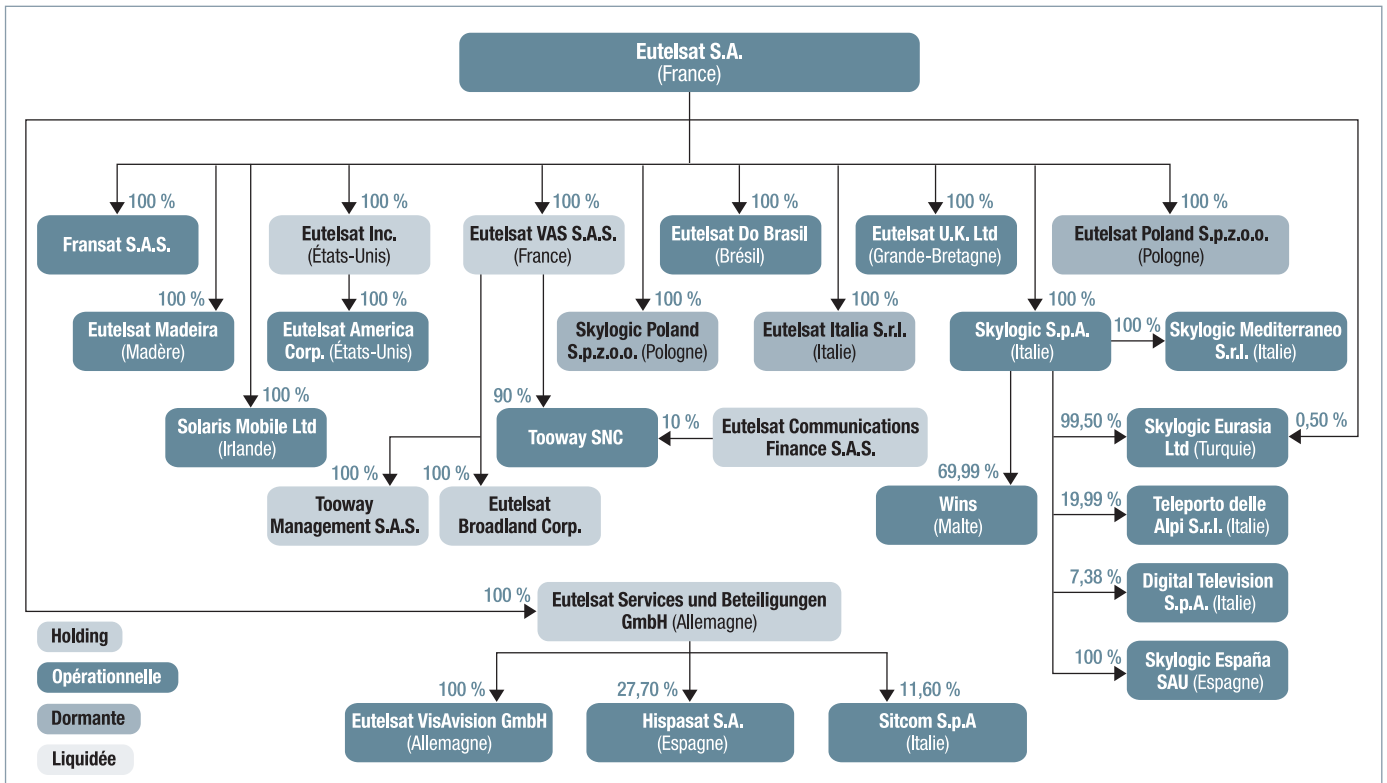 Eutelsat S.A.
(France)
100 %
100 %
100 %
100 %
100 %
100 %
100 %
Fransat S.A.S.
Eutelsat Inc.
(États-Unis)
Eutelsat VAS S.A.S.
(France)
Eutelsat Do Brasil
(Brésil)
Eutelsat U.K. Ltd
(Grande-Bretagne)
Eutelsat Poland S.p.z.o.o.
(Pologne)
100 %
100 %
100 %
100 %
100 %
Eutelsat Madeira
(Madère)
Eutelsat America
Corp. (États-Unis)
Skylogic Poland
S.p.z.o.o. (Pologne)
Eutelsat Italia S.r.l.
(Italie)
Skylogic S.p.A.
(Italie)
100 %
Skylogic Mediterraneo
S.r.l. (Italie)
100 %
Solaris Mobile Ltd
(Irlande)
90 %
Tooway SNC
10 %
Eutelsat Communications
Finance S.A.S.
99,50 %
Skylogic Eurasia
Ltd (Turquie)
0,50 %
100 %
Tooway
Management S.A.S.
100 %
Eutelsat
Broadland Corp.
69,99 %
Wins
(Malte)
19,99 %
Teleporto delle
Alpi S.r.l. (Italie)
7,38 %
Digital Television
S.p.A. (Italie)
100 %
Skylogic España
SAU (Espagne)
100 %
Eutelsat Services und Beteiligungen
GmbH (Allemagne)
100 %
Eutelsat VisAvision GmbH
(Allemagne)
27,70 %
Hispasat S.A.
(Espagne)
11,60 %
Sitcom S.p.A
(Italie)
Holding
Opérationnelle
Dormante
Liquidée